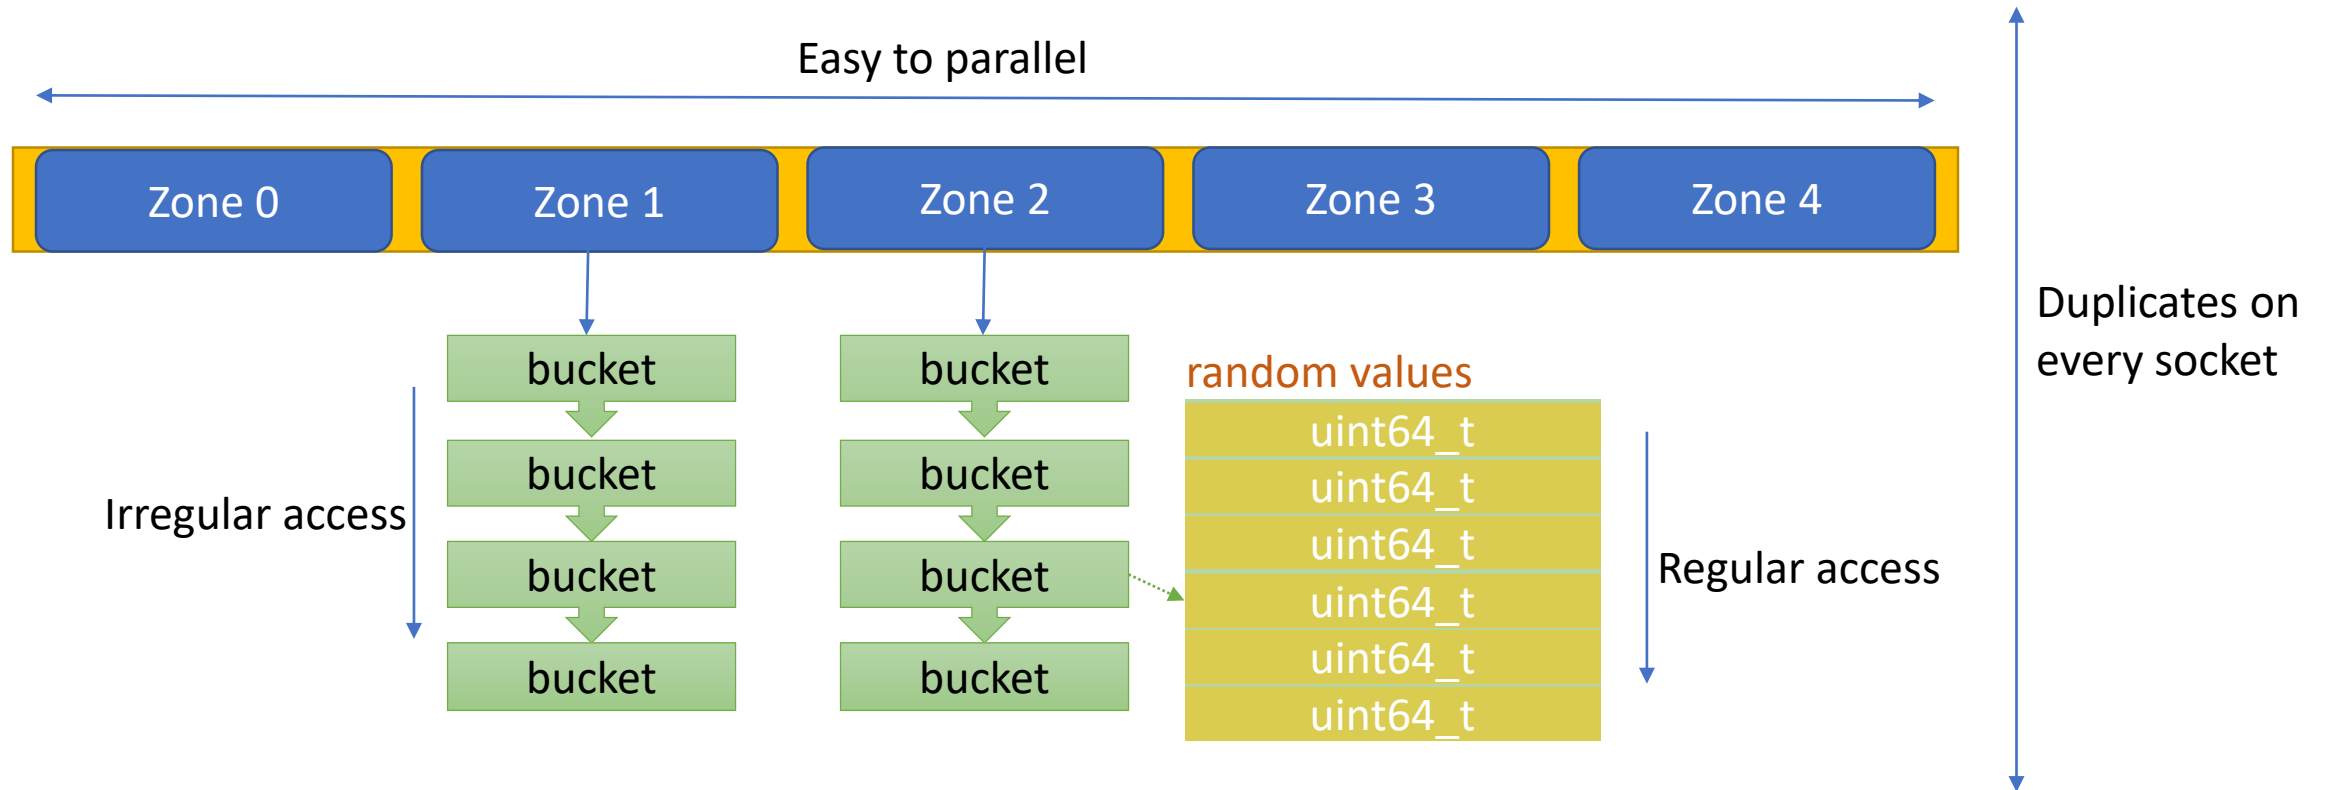 Easy to parallel
Zone 0
Zone 1
Zone 2
Zone 3
Zone 4
Duplicates on
every socket
Irregular access
bucket
bucket
bucket
bucket
bucket
bucket
bucket
bucket
random values
uint64_t
uint64_t
uint64_t
uint64_t
uint64_t
uint64_t
Regular access